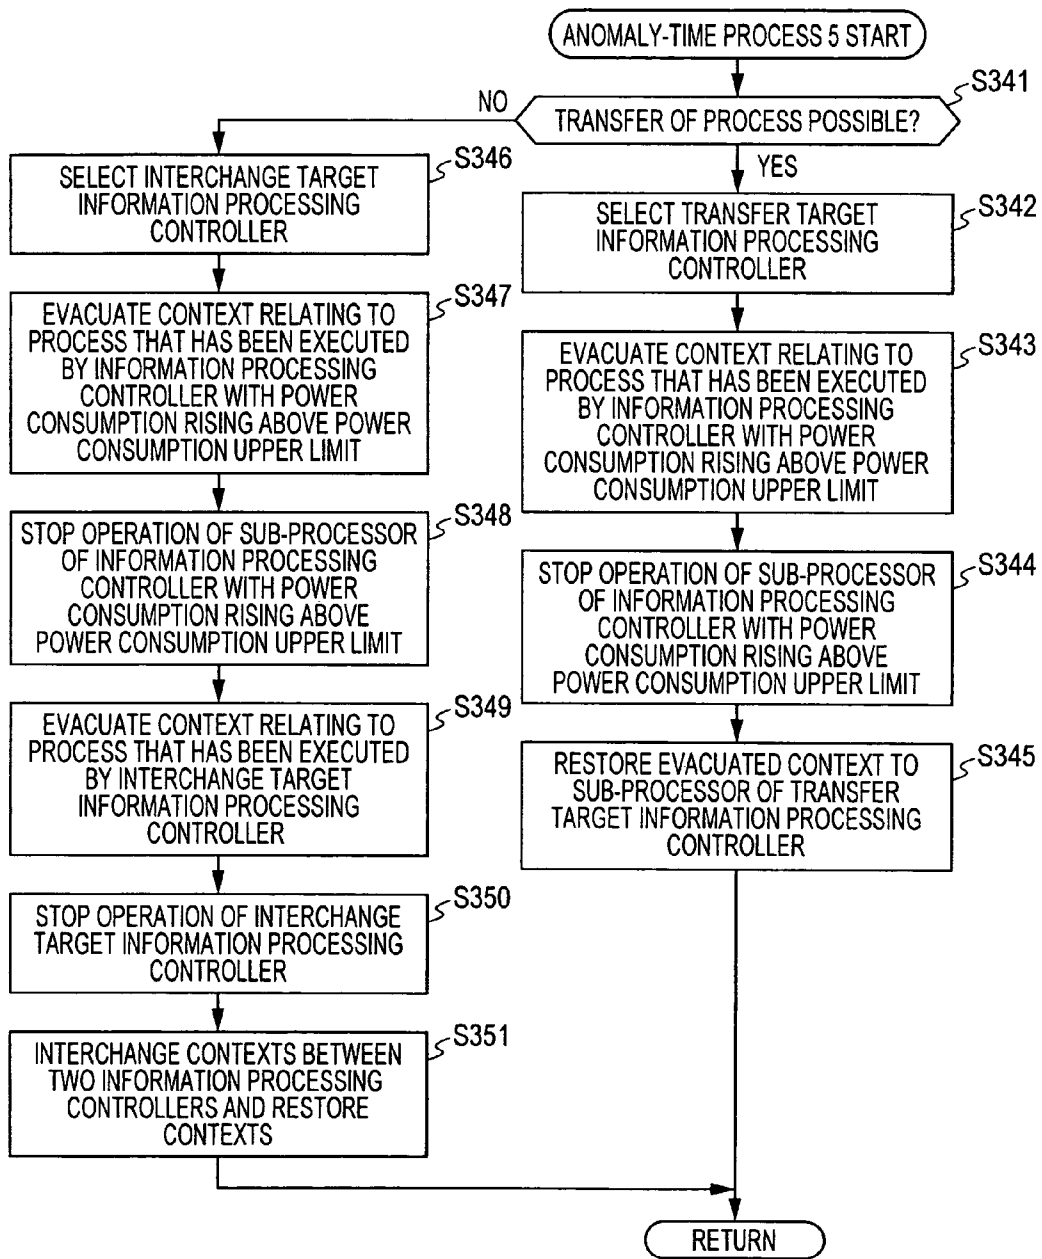 ANOMALY-TIME PROCESS 5 START
S341
TRANSFER OF PROCESS POSSIBLE?
NO
YES
S346
SELECT INTERCHANGE TARGET
INFORMATION PROCESSING
CONTROLLER
S347
EVACUATE CONTEXT RELATING TO
PROCESS THAT HAS BEEN EXECUTED
BY INFORMATION PROCESSING
CONTROLLER WITH POWER
CONSUMPTION RISING ABOVE POWER
CONSUMPTION UPPER LIMIT
S348
STOP OPERATION OF SUB-PROCESSOR
OF INFORMATION PROCESSING
CONTROLLER WITH POWER
CONSUMPTION RISING ABOVE
POWER CONSUMPTION UPPER LIMIT
S349
EVACUATE CONTEXT RELATING TO
PROCESS THAT HAS BEEN EXECUTED
BY INTERCHANGE TARGET
INFORMATION PROCESSING
CONTROLLER
S350
STOP OPERATION OF INTERCHANGE
TARGET INFORMATION PROCESSING
CONTROLLER
S351
INTERCHANGE CONTEXTS BETWEEN
TWO INFORMATION PROCESSING
CONTROLLERS AND RESTORE
CONTEXTS
S342
SELECT TRANSFER TARGET
INFORMATION PROCESSING
CONTROLLER
S343
EVACUATE CONTEXT RELATING TO
PROCESS THAT HAS BEEN EXECUTED
BY INFORMATION PROCESSING
CONTROLLER WITH POWER
CONSUMPTION RISING ABOVE POWER
CONSUMPTION UPPER LIMIT
S344
STOP OPERATION OF SUB-PROCESSOR
OF INFORMATION PROCESSING
CONTROLLER WITH POWER
CONSUMPTION RISING ABOVE
POWER CONSUMPTION UPPER LIMIT
S345
RESTORE EVACUATED CONTEXT TO
SUB-PROCESSOR OF TRANSFER
TARGET INFORMATION PROCESSING
CONTROLLER
RETURN